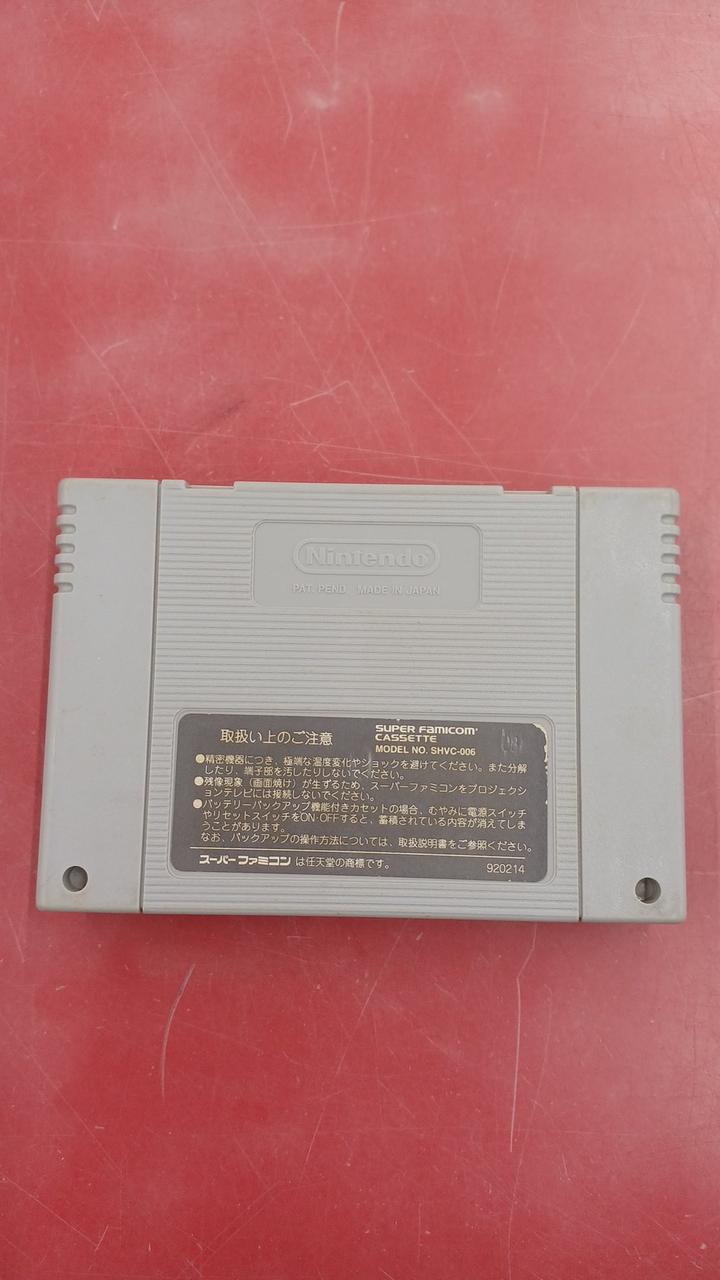 Nintendo
PAT. PEND. MADE IN JAPAN
取扱い上のご注意
SUPER FAMICOM
CASSETTE
MODEL NO. SHVC-006
●精密機器につき、極端な温度変化やショックを避けてください。また分解
したり、端子部を汚したりしないでください。
●残像現象(画面焼け)が生ずるため、スーパーファミコンをプロジェクシ
ョンテレビには接続しないでください。
●バッテリーバックアップ機能付きカセットの場合、むやみに電源スイッチ
やリセットスイッチをON・OFFすると、蓄積されている内容が消えてしま
うことがあります。
なお、バックアップの操作方法については、取扱説明書をご参照ください。
スーパーファミコン は任天堂の商標です。
920214